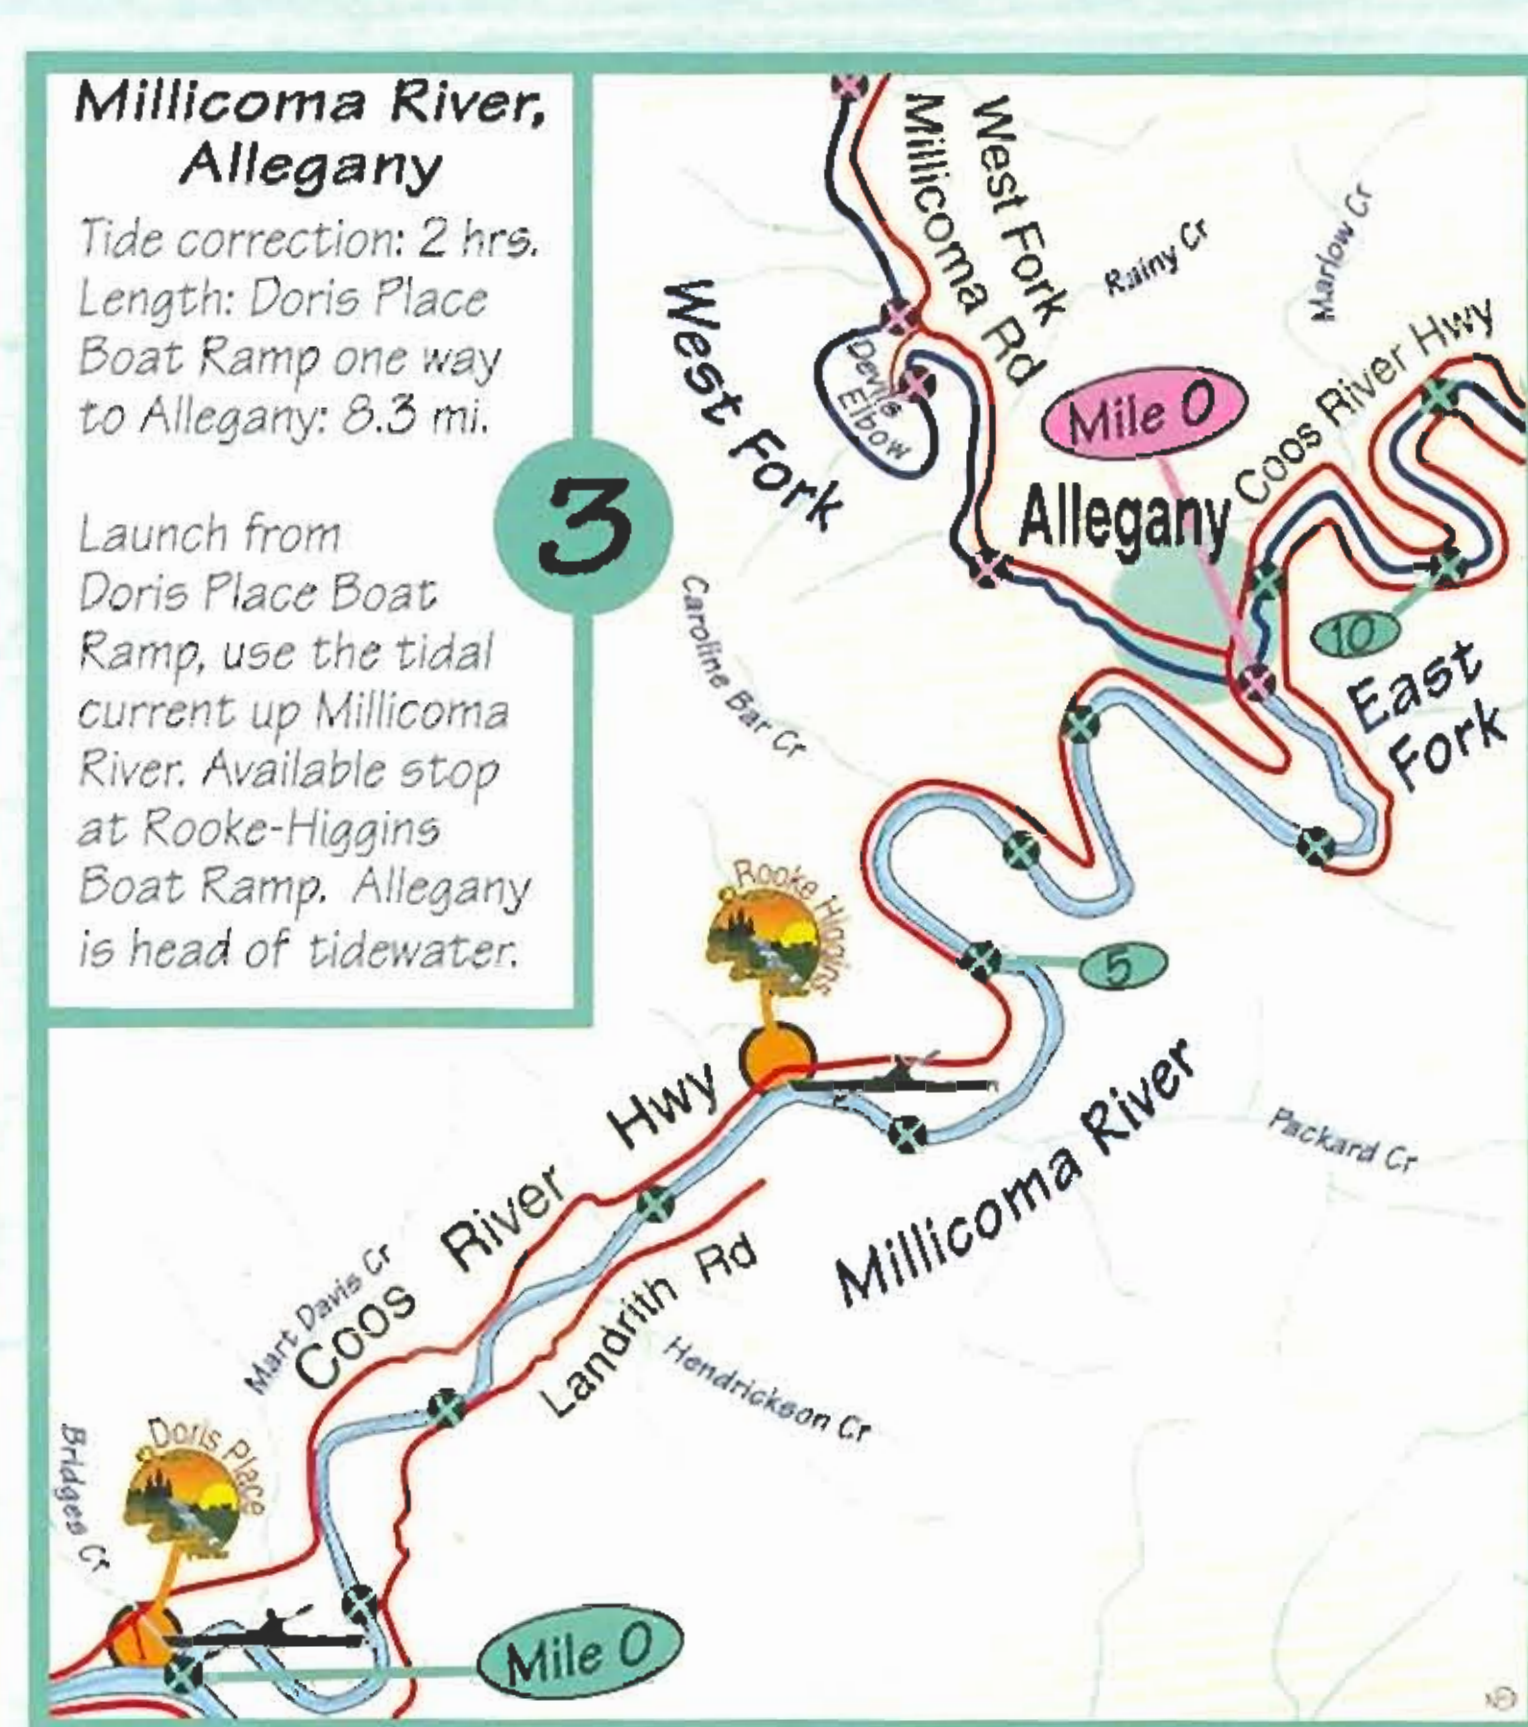 Millicoma River,
Allegany
Tide correction: 2 hrs.
Length: Doris Place
Boat Ramp one way
to Allegany: 8.3 mi.
Launch from
Doris Place Boat
Ramp, use the tidal
current up Millicoma
River. Available stop
at Rooke-Higgins
Boat Ramp. Allegany
is head of tidewater.
3
West Fork
Millicoma Rd
Rainy Cr
Marlow Cr
West Fork
Devils
Elbow
Mile 0
Coos River Hwy
Allegany
10
East
Fork
Caroline Bar Cr
Rooke Higgins
5
Millicoma River
Packard Cr
Coos River Hwy
Mart Davis Cr
Landrith Rd
Hendrickson Cr
Bridges Cr
Doris Place
Mile 0